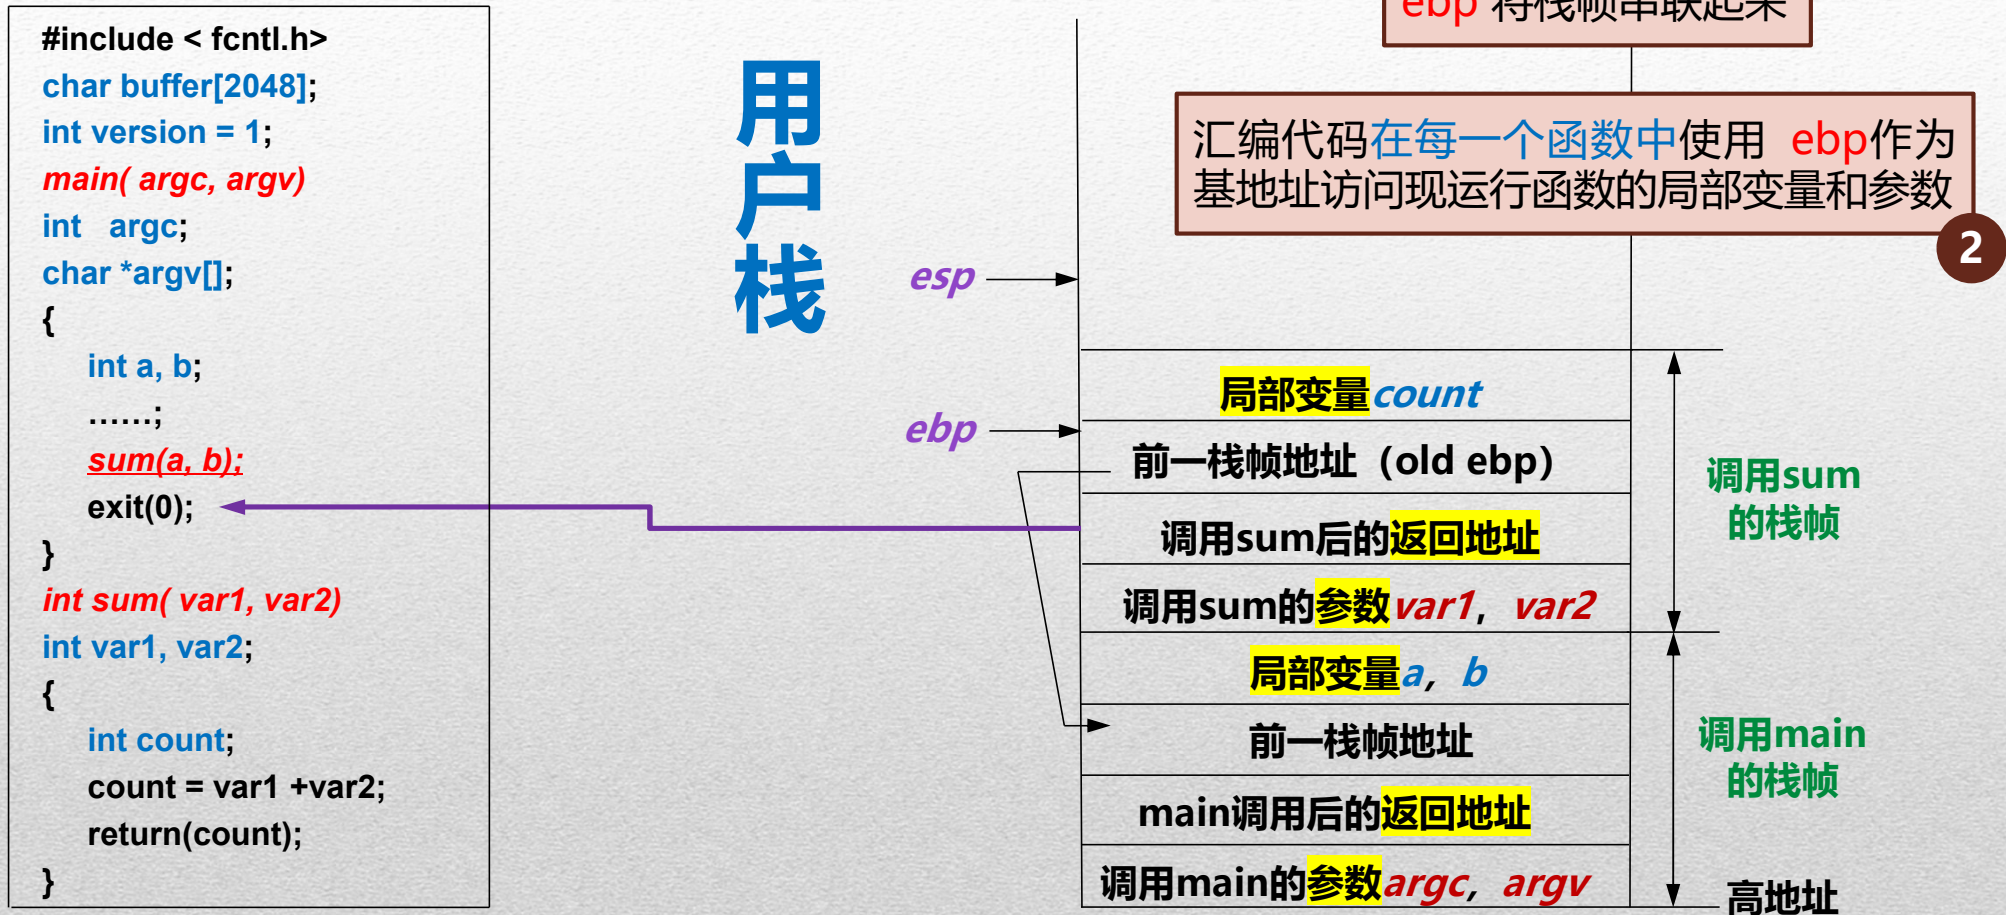 #include < fcntl.h>
char buffer[2048];
int version = 1;
main( argc, argv)
int argc;
char *argv[];
{
int a, b;
……;
sum(a, b);
exit(0);
}
int sum( var1, var2)
int var1, var2;
{
int count;
count = var1 +var2;
return(count);
}
用
户
栈
ebp 将栈帧串联起来
汇编代码在每一个函数中使用 ebp作为
基地址访问现运行函数的局部变量和参数
2
esp
ebp
局部变量count
前一栈帧地址（old ebp）
调用sum后的返回地址
调用sum的参数var1，var2
局部变量a，b
前一栈帧地址
main调用后的返回地址
调用main的参数argc，argv
调用sum
的栈帧
调用main
的栈帧
高地址